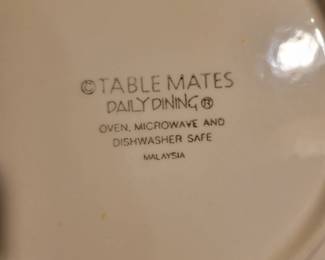 ©TABLE MATES
DAILY DINING®
OVEN, MICROWAVE AND
DISHWASHER SAFE
MALAYSIA